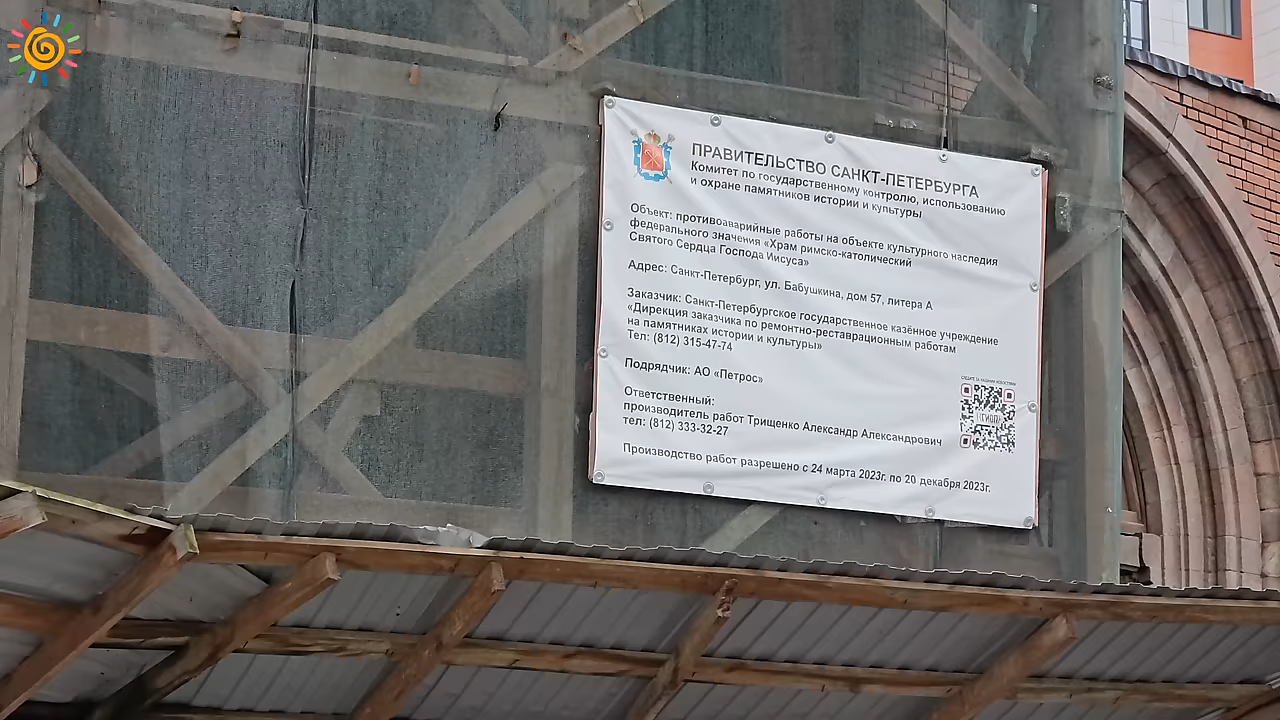 ПРАВИТЕЛЬСТВО САНКТ-ПЕТЕРБУРГА
Комитет по государственному контролю, использованию
и охране памятников истории и культуры
Объект: противоаварийные работы на объекте культурного наследия
федерального значения «Храм римско-католический
Святого Сердца Господа Иисуса»
Адрес: Санкт-Петербург, ул. Бабушкина, дом 57, литера А
Заказчик: Санкт-Петербургское государственное казённое учреждение
«Дирекция заказчика по ремонтно-реставрационным работам
на памятниках истории и культуры»
Тел: (812) 315-47-74
Подрядчик: АО «Петрос»
Ответственный:
производитель работ Трищенко Александр Александрович
тел: (812) 333-32-27
Производство работ разрешено с 24 марта 2023г. по 20 декабря 2023г.